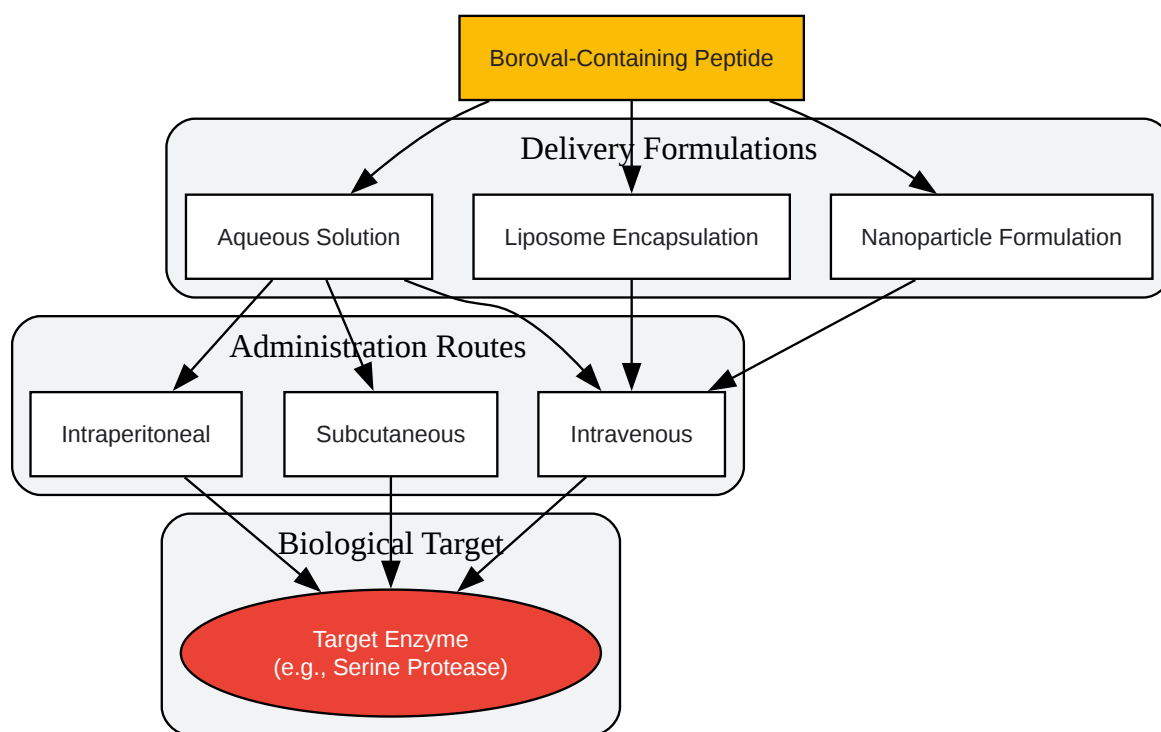 Boroval-Containing Peptide
Delivery Formulations
Aqueous Solution
Liposome Encapsulation
Nanoparticle Formulation
Administration Routes
Intraperitoneal
Subcutaneous
Intravenous
Biological Target
Target Enzyme
(e.g., Serine Protease)